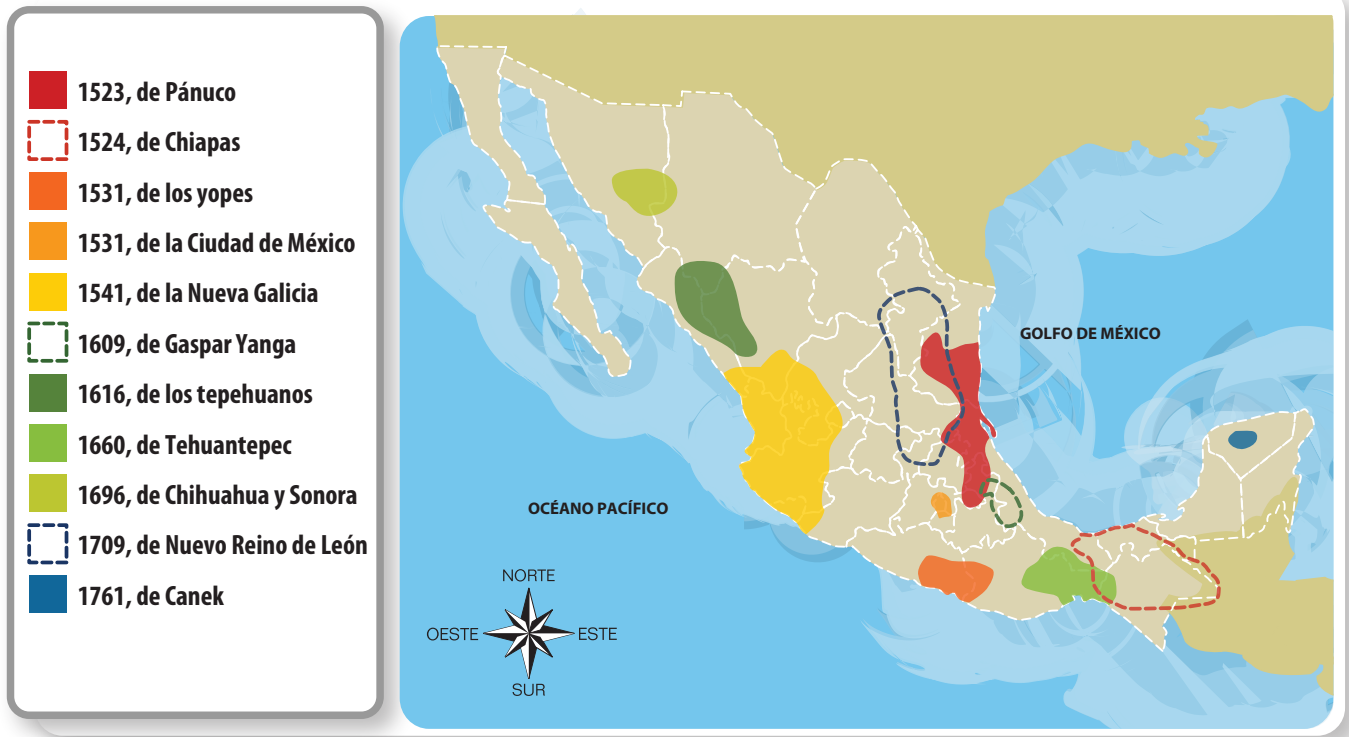 1523, de Pánuco
1524, de Chiapas
1531, de los yopes
1531, de la Ciudad de México
1541, de la Nueva Galicia
1609, de Gaspar Yanga
1616, de los tepehuanos
1660, de Tehuantepec
1696, de Chihuahua y Sonora
1709, de Nuevo Reino de León
1761, de Canek
GOLFO DE MÉXICO
OCÉANO PACÍFICO
NORTE
OESTE
ESTE
SUR